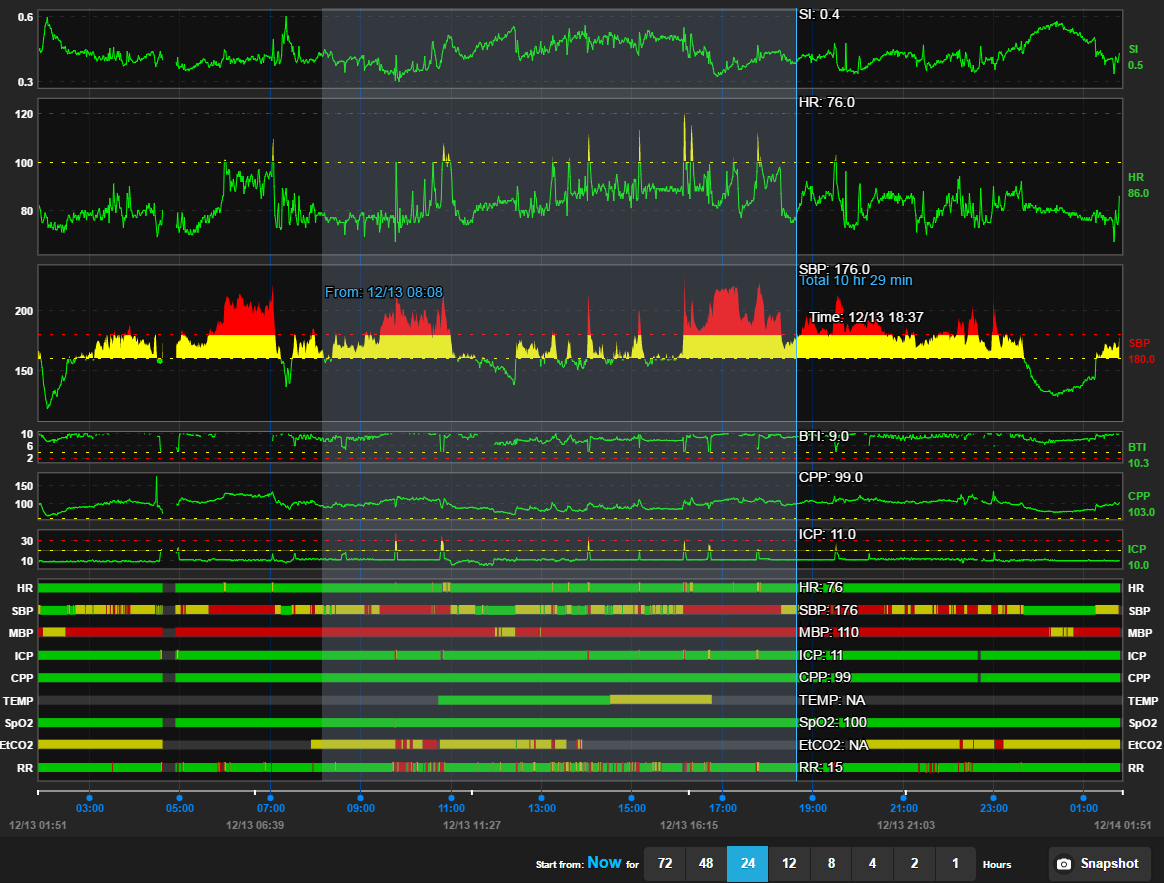 0.6
0.3
SI: 0.4
SI
0.5
120
100
80
HR: 76.0
HR
86.0
200
150
From: 12/13 08:08
SBP: 176.0
Total 10 hr 29 min
Time: 12/13 18:37
SBP
180.0
10
6
2
BTI: 9.0
BTI
10.3
150
100
CPP: 99.0
CPP
103.0
30
10
ICP: 11.0
ICP
10.0
HR HR: 76 HR
SBP SBP: 176 SBP
MBP MBP: 110 MBP
ICP ICP: 11 ICP
CPP CPP: 99 CPP
TEMP TEMP: NA TEMP
SpO2 SpO2: 100 SpO2
EtCO2 EtCO2: NA EtCO2
RR RR: 15 RR
03:00 05:00 07:00 09:00 11:00 13:00 15:00 17:00 19:00 21:00 23:00 01:00
12/13 01:51 12/13 06:39 12/13 11:27 12/13 16:15 12/13 21:03 12/14 01:51
Start from: Now for 72 48 24 12 8 4 2 1 Hours Snapshot